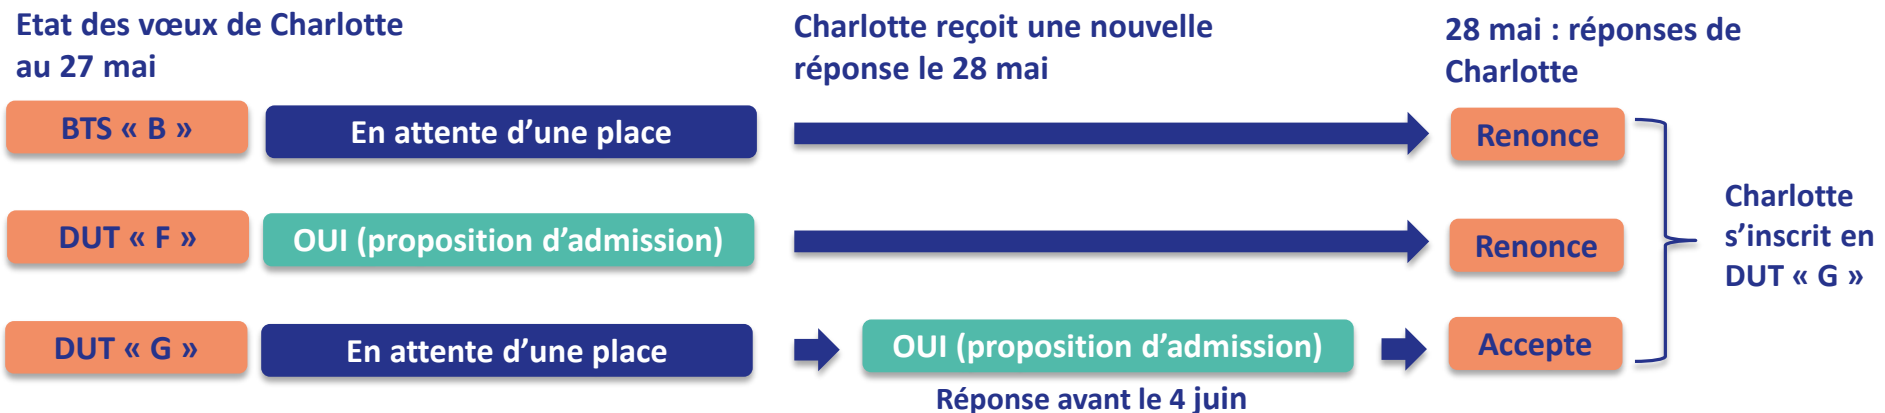 Etat des vœux de Charlotte
au 27 mai
Charlotte reçoit une nouvelle
réponse le 28 mai
28 mai : réponses de
Charlotte
BTS « B »
En attente d’une place
Renonce
DUT « F »
OUI (proposition d’admission)
Renonce
DUT « G »
En attente d’une place
OUI (proposition d’admission)
Accepte
Réponse avant le 4 juin
Charlotte
s’inscrit en
DUT « G »